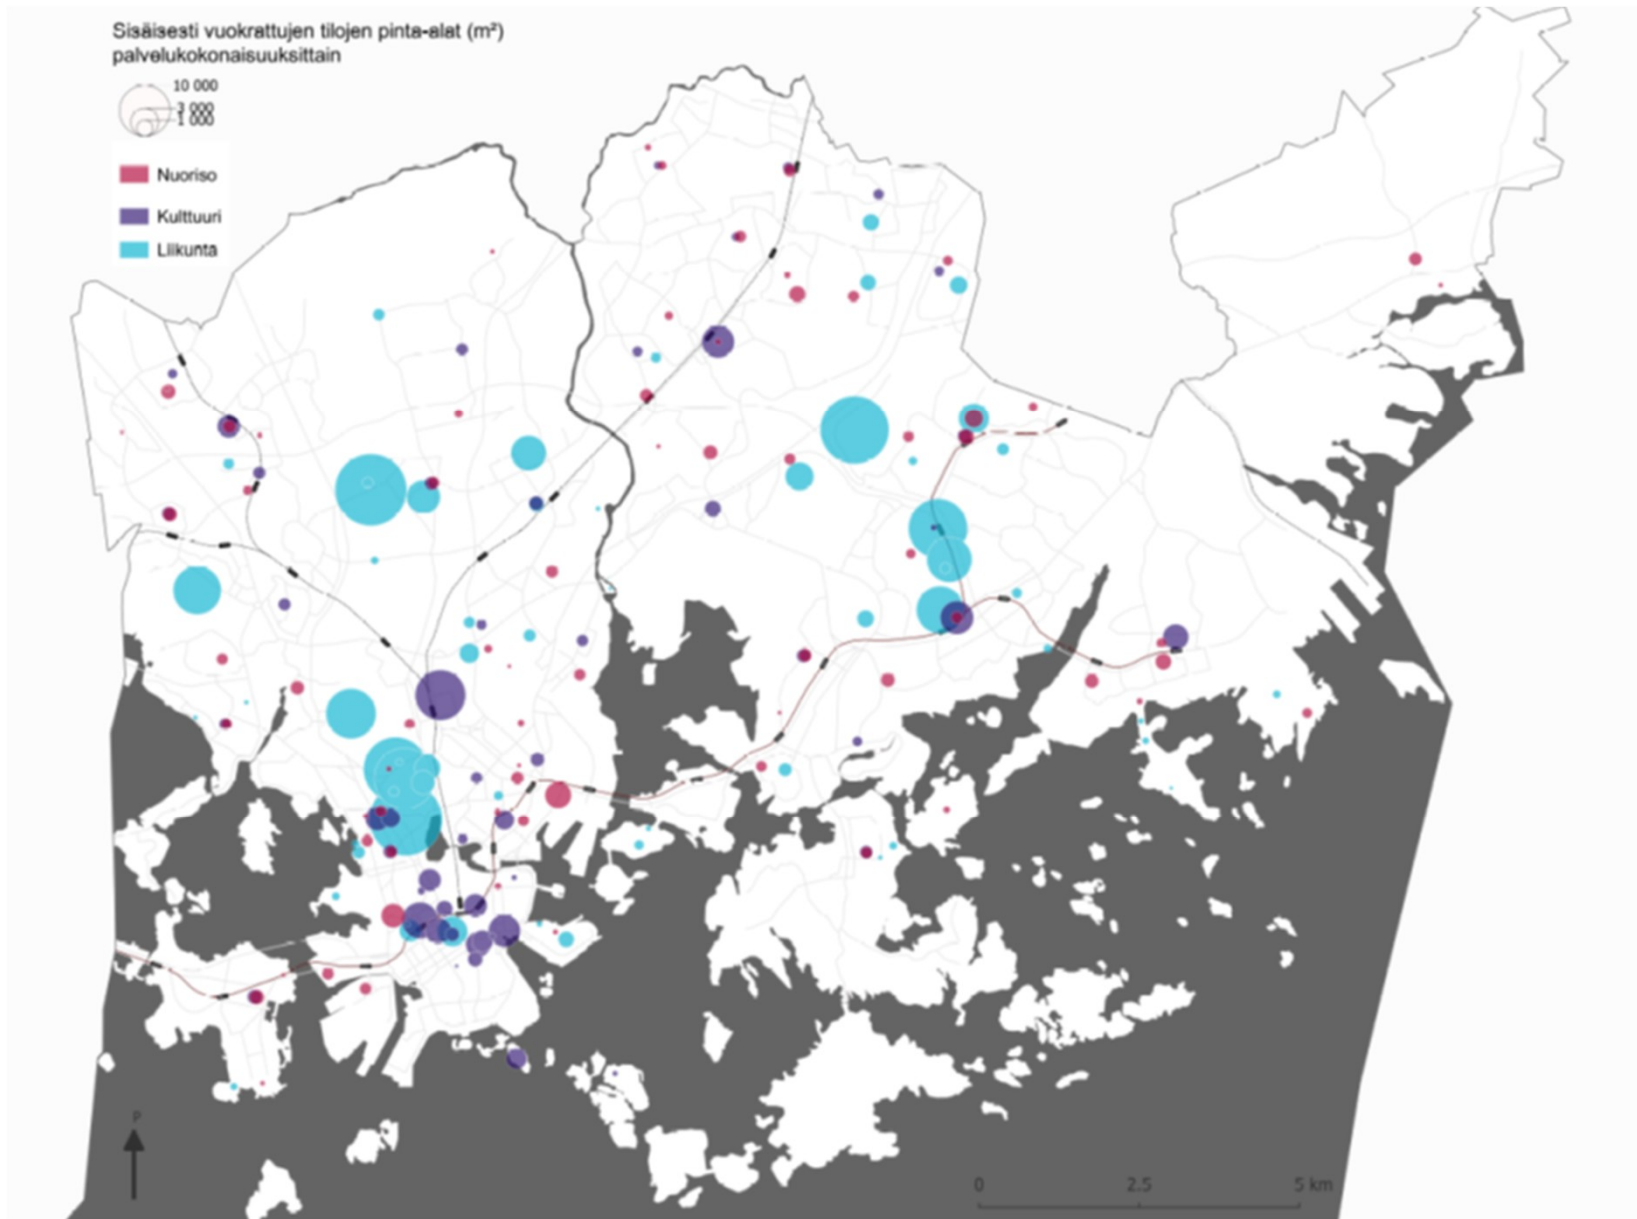 Sisäisesti vuokrattujen tilojen pinta-alat (m²)
palvelukokonaisuuksittain
10 000
3 000
1 000
Nuoriso
Kulttuuri
Liikunta
P
0 2.5 5 km